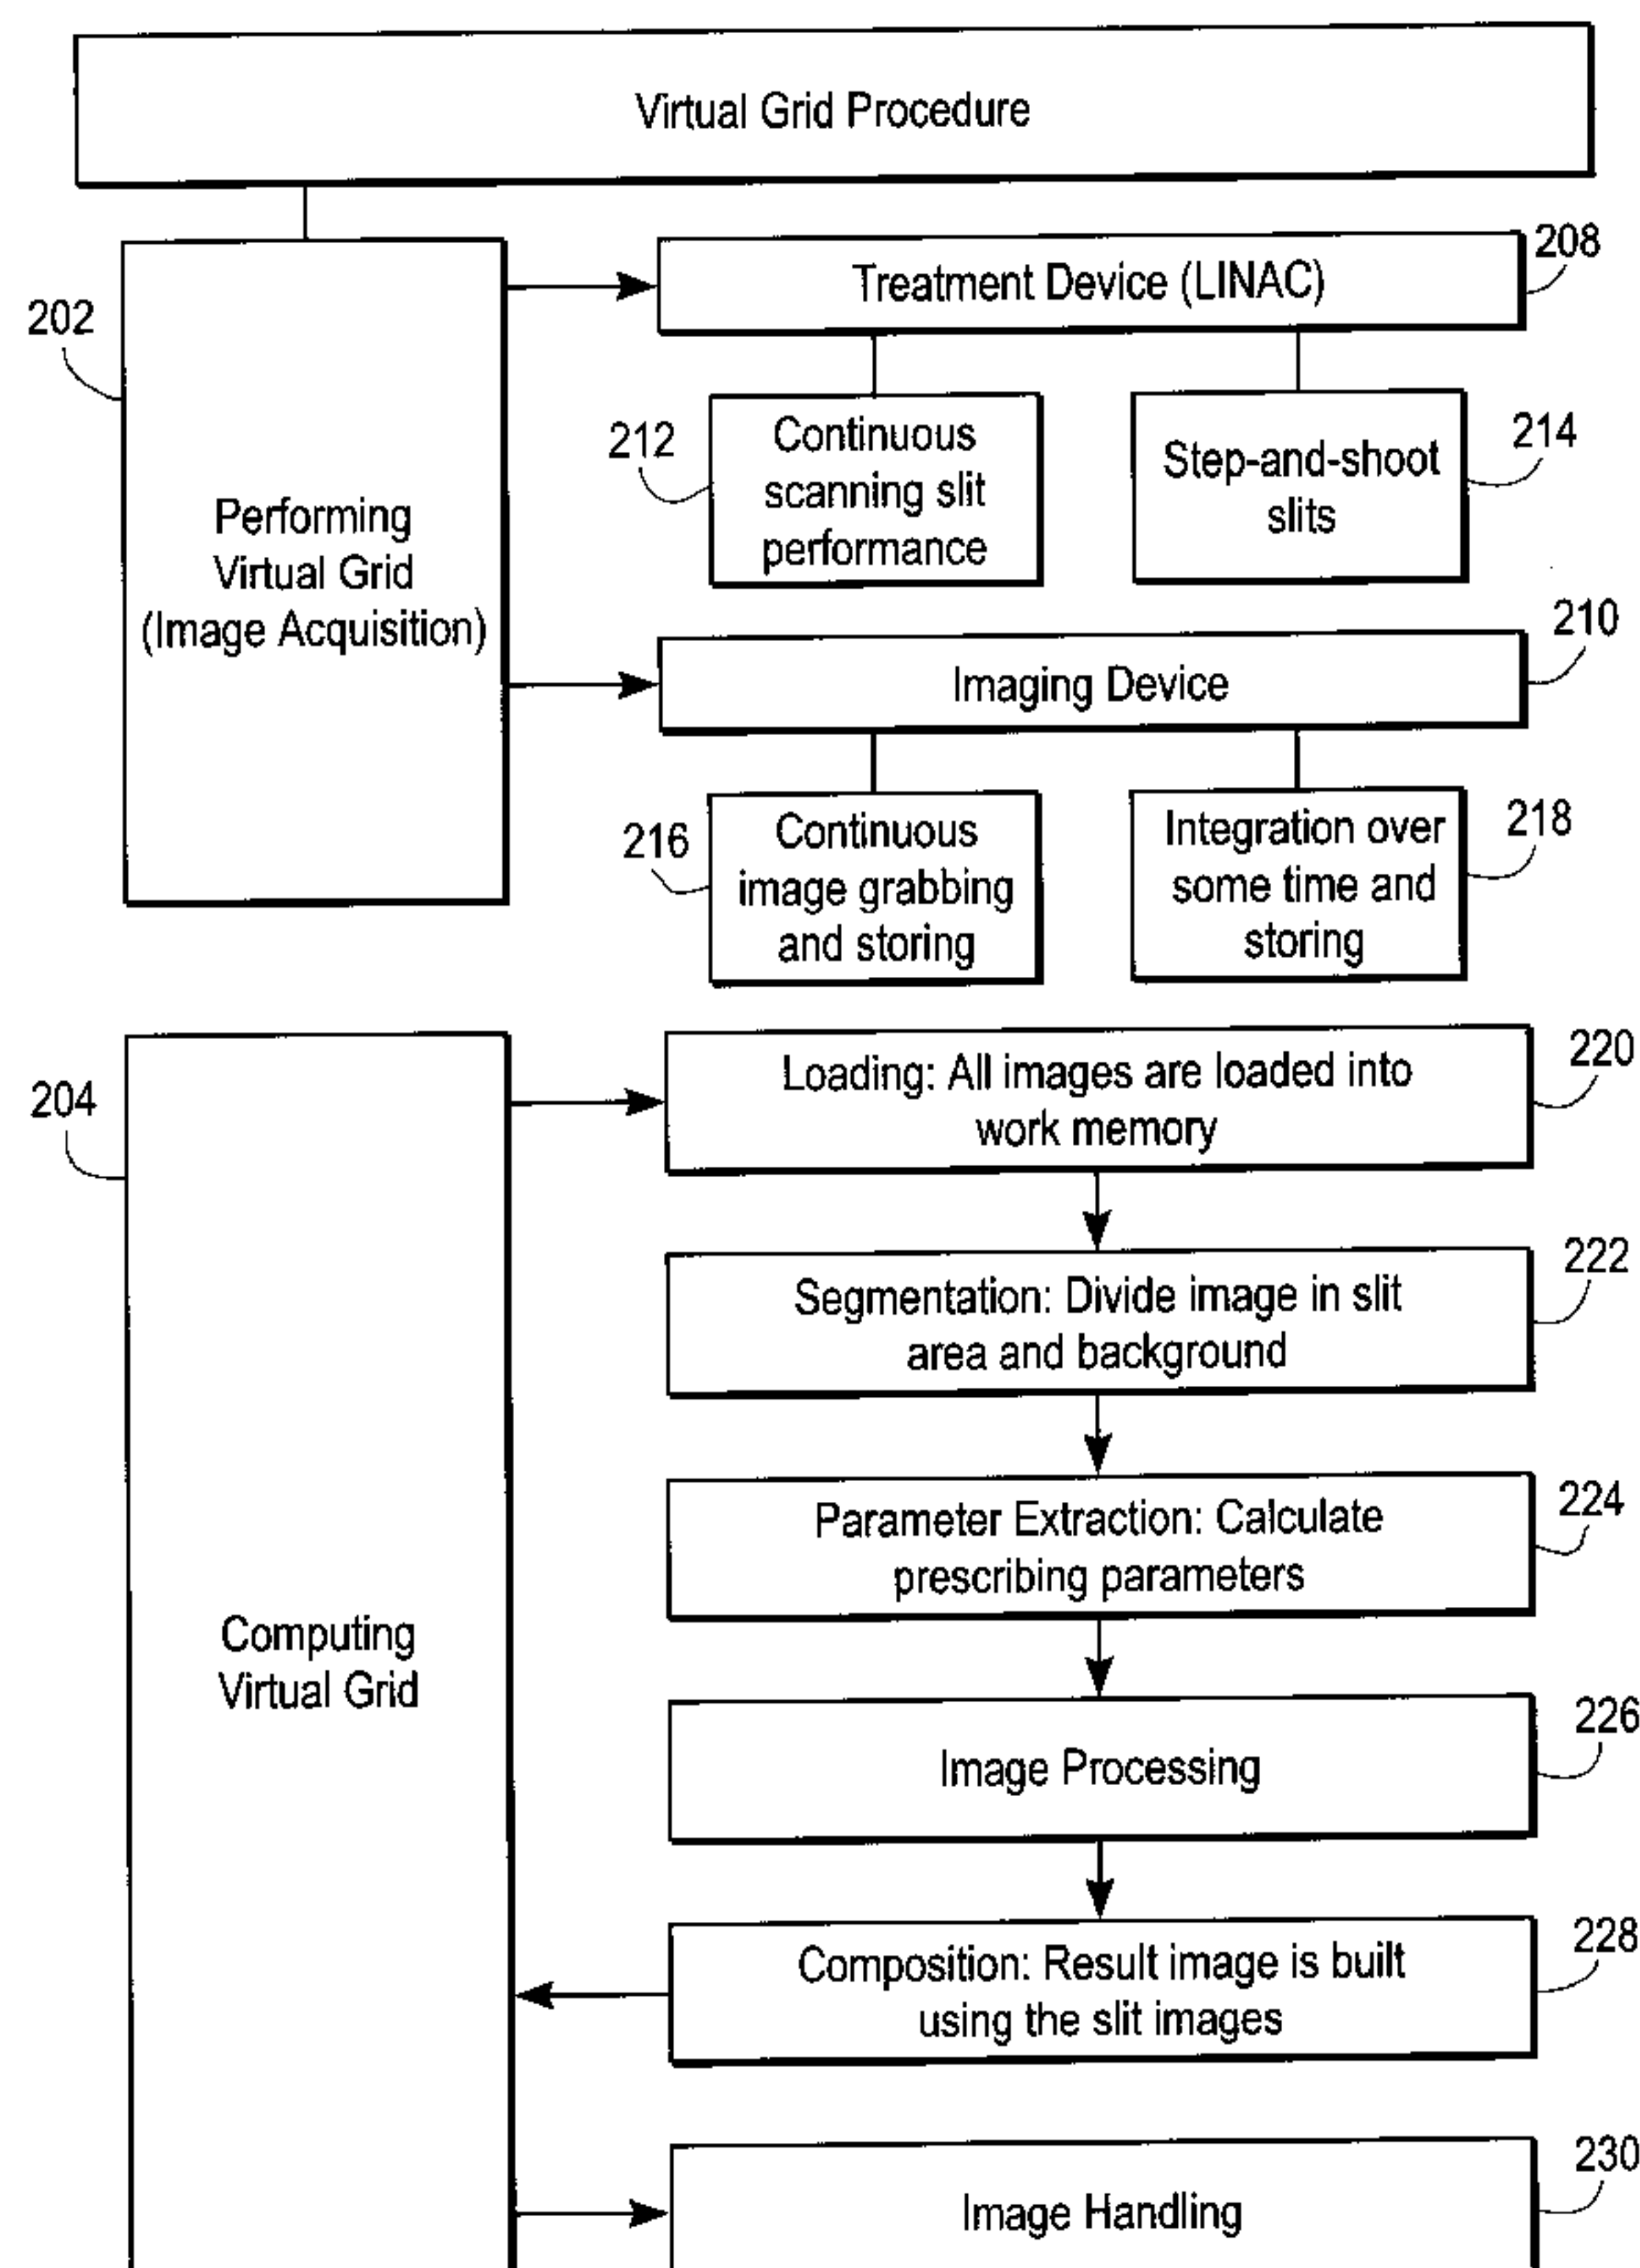 Virtual Grid Procedure
202
Performing
Virtual Grid
(Image Acquisition)
Treatment Device (LINAC)
208
212
Continuous
scanning slit
performance
Step-and-shoot
slits
214
Imaging Device
210
216
Continuous
image grabbing
and storing
Integration over
some time and
storing
218
204
Computing
Virtual Grid
Loading: All images are loaded into
work memory
220
Segmentation: Divide image in slit
area and background
222
Parameter Extraction: Calculate
prescribing parameters
224
Image Processing
226
Composition: Result image is built
using the slit images
228
Image Handling
230